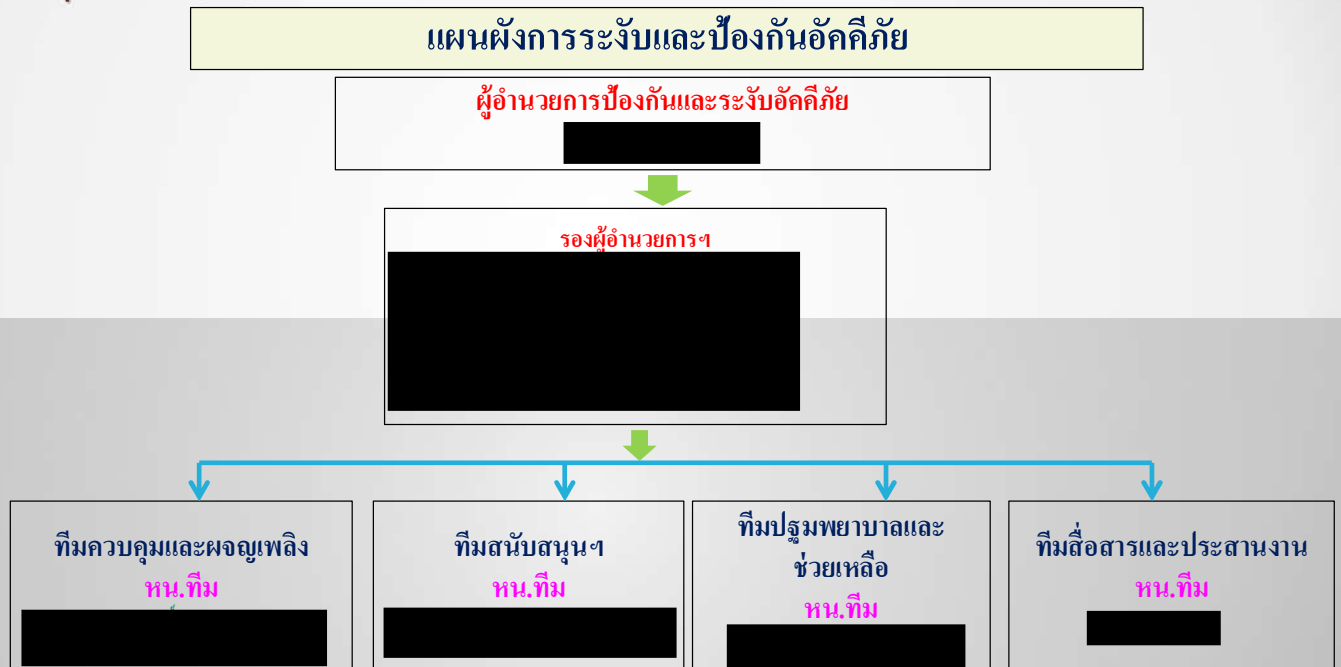 แผนผังการระงับและป้องกันอัคคีภัย
ผู้อำนวยการป้องกันและระงับอัคคีภัย
รองผู้อำนวยการฯ
ทีมควบคุมและผจญเพลิง
หน.ทีม
ทีมสนับสนุนฯ
หน.ทีม
ทีมปฐมพยาบาลและ
ช่วยเหลือ
หน.ทีม
ทีมสื่อสารและประสานงาน
หน.ทีม